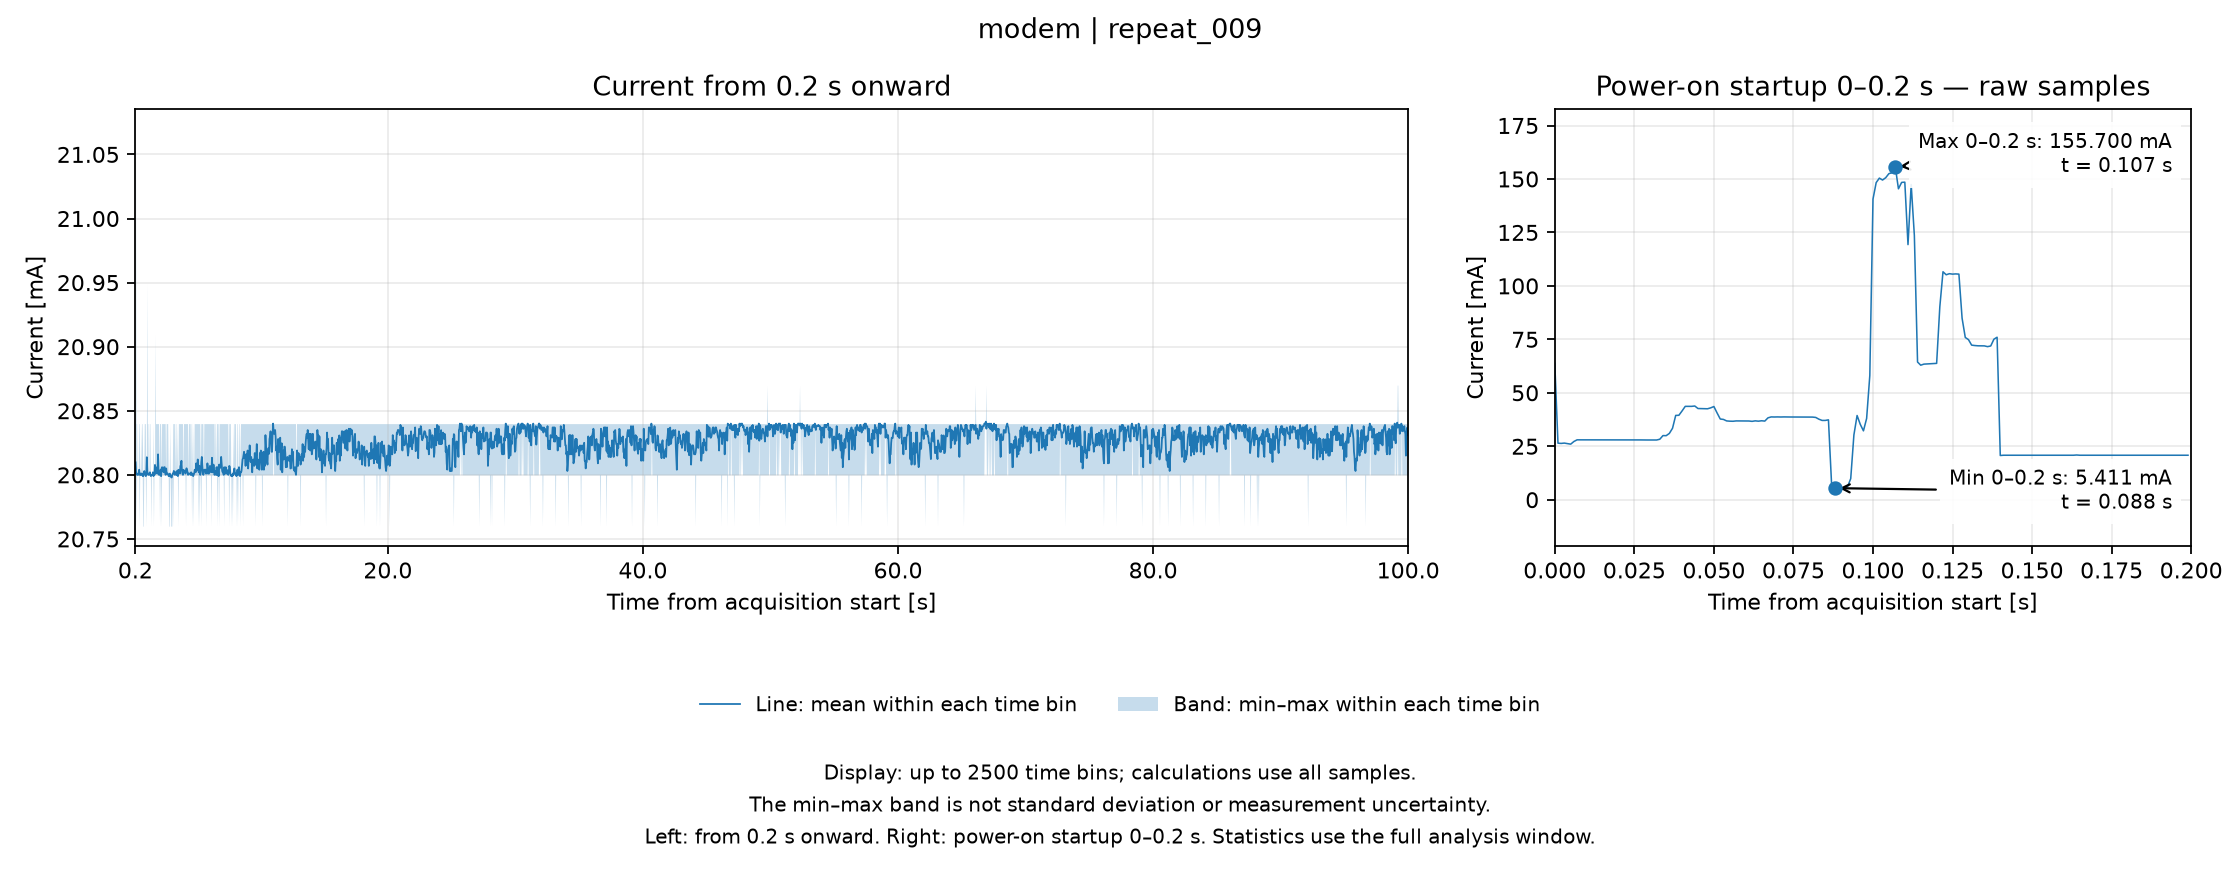 modem | repeat_009
Current from 0.2 s onward
Current [mA]
21.05
21.00
20.95
20.90
20.85
20.80
20.75
0.2
20.0
40.0
60.0
80.0
100.0
Time from acquisition start [s]
Power-on startup 0–0.2 s — raw samples
Current [mA]
175
150
125
100
75
50
25
0
Max 0–0.2 s: 155.700 mA
t = 0.107 s
Min 0–0.2 s: 5.411 mA
t = 0.088 s
0.000
0.025
0.050
0.075
0.100
0.125
0.150
0.175
0.200
Time from acquisition start [s]
Line: mean within each time bin
Band: min–max within each time bin
Display: up to 2500 time bins; calculations use all samples.
The min–max band is not standard deviation or measurement uncertainty.
Left: from 0.2 s onward. Right: power-on startup 0–0.2 s. Statistics use the full analysis window.